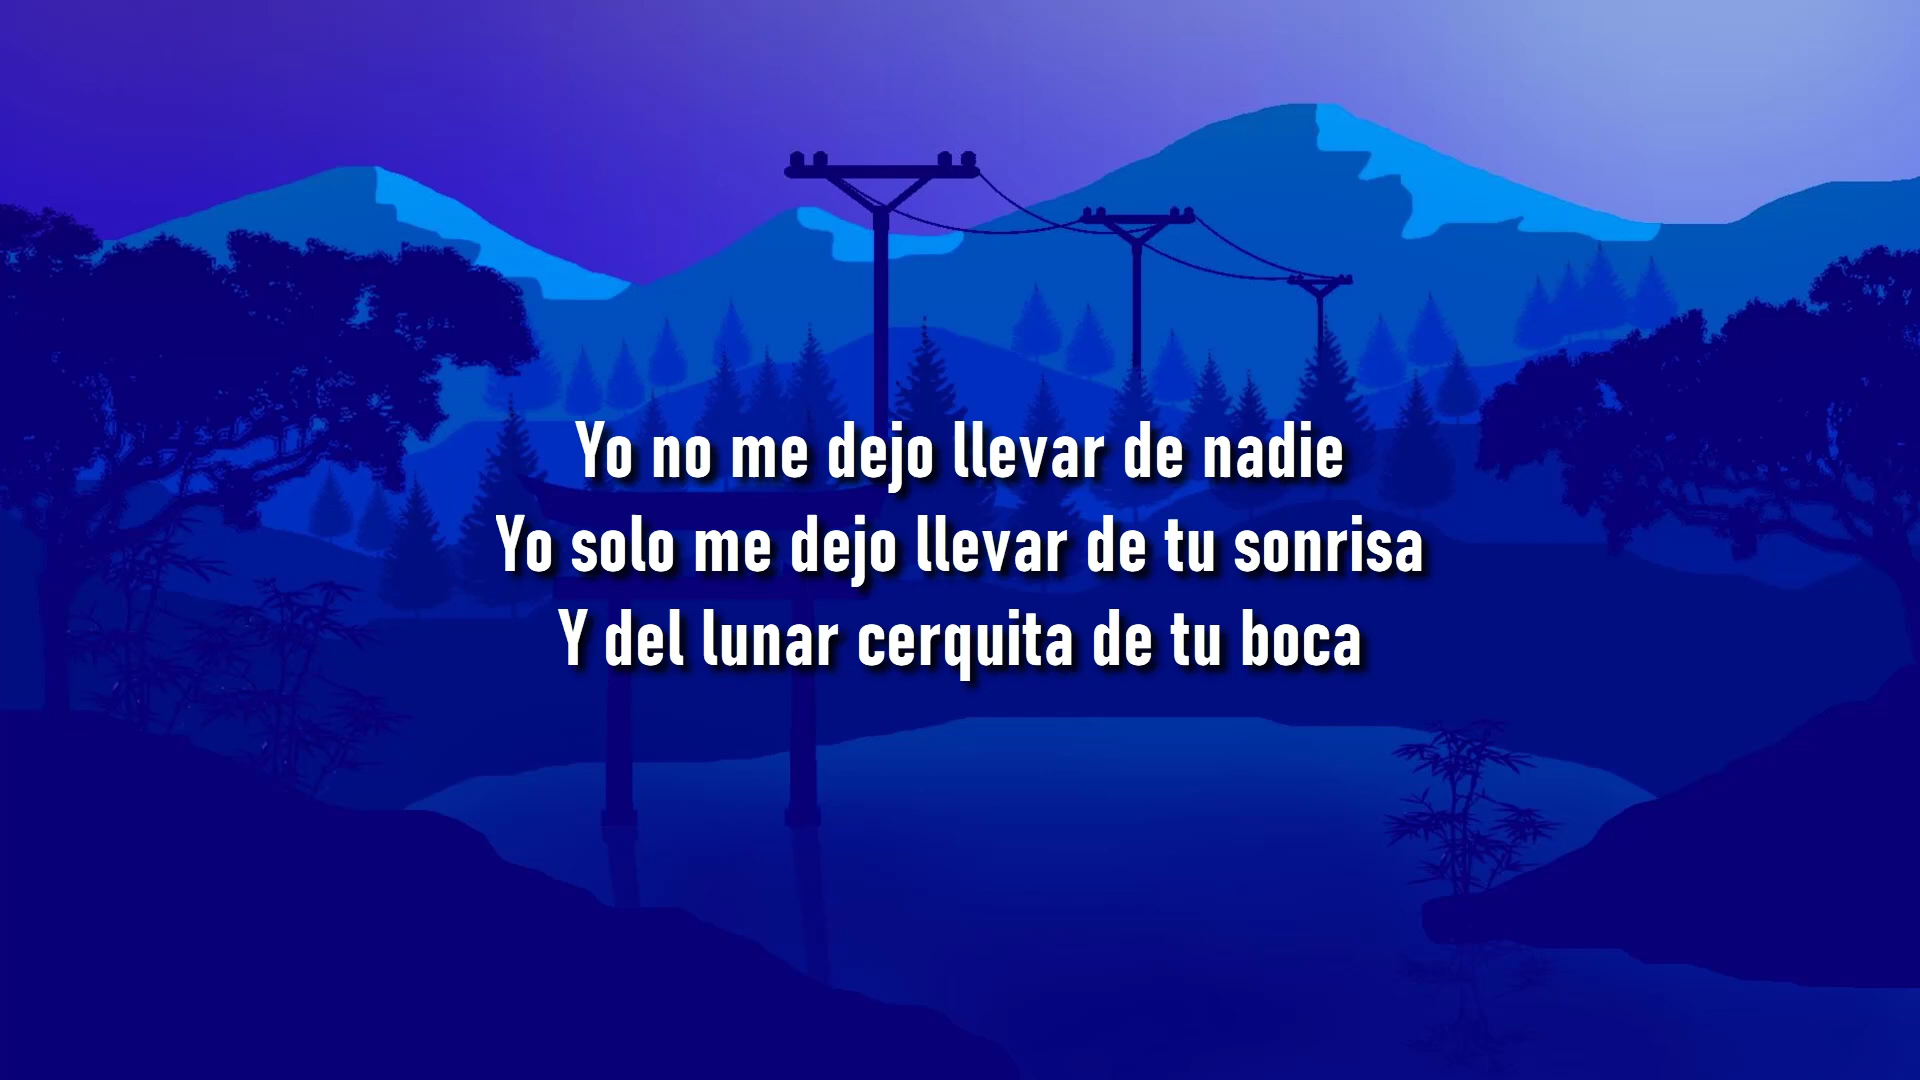 Yo no me dejo llevar de nadie
Yo solo me dejo llevar de tu sonrisa
Y del lunar cerquita de tu boca